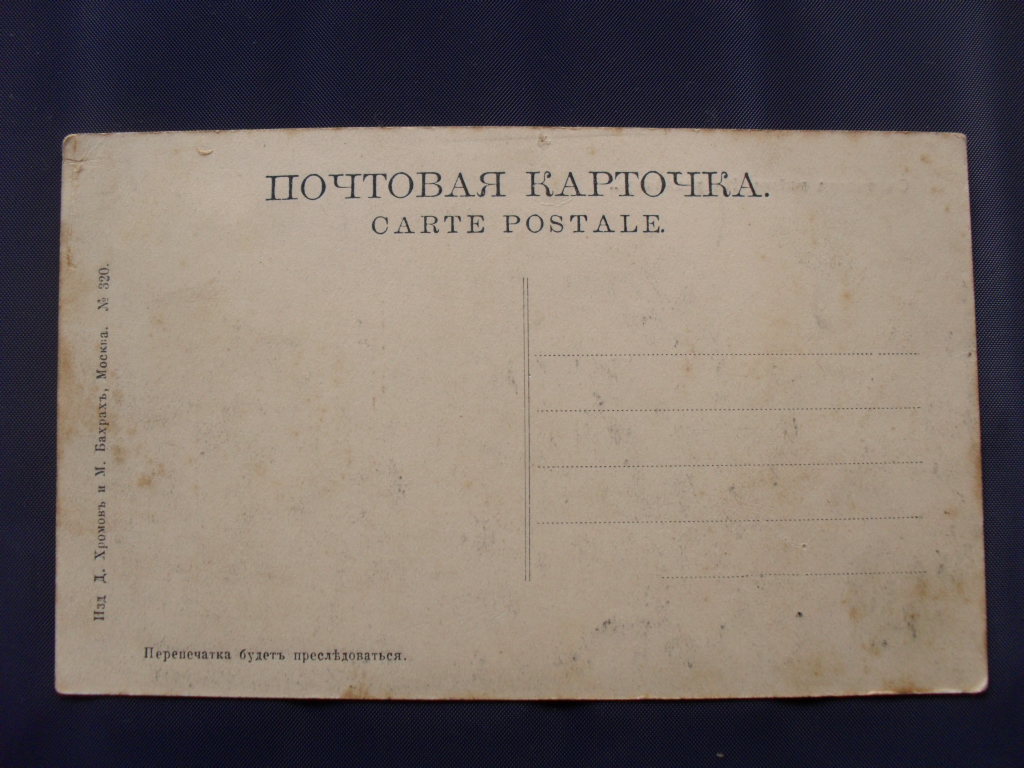 ПОЧТОВАЯ КАРТОЧКА.
CARTE POSTALE.
Изд Д. Хромовъ и М. Бахрахъ, Москва. № 320.
Перепечатка будетъ преслѣдоваться.